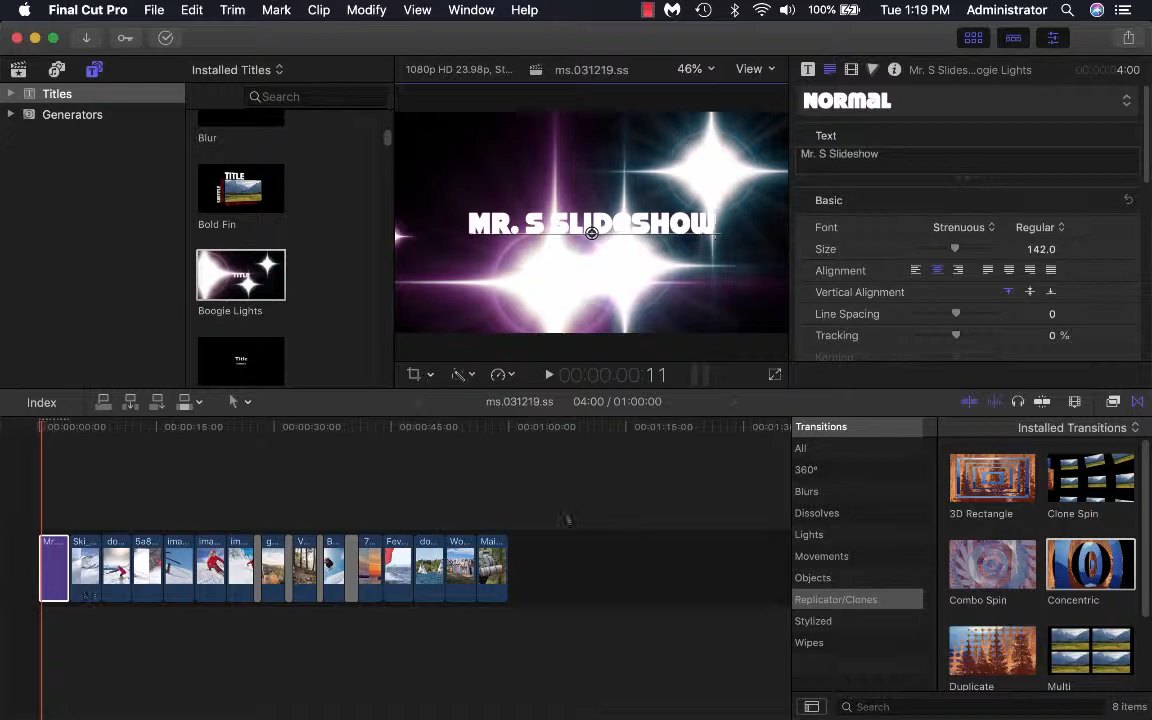 Final Cut Pro File Edit Trim Mark Clip Modify View Window Help 100% Tue 1:19 PM Administrator
Installed Titles 1080p HD 23.98p, St... ms.031219.ss 46% View Mr. S Slides...ogie Lights 4:00
Titles
Search
Generators
NORMAL
Blur
Text
Mr. S Slideshow
TITLE
Bold Fin
MR. S SLIDESHOW
Basic
Font Strenuous Regular
Size 142.0
Alignment
Vertical Alignment
Boogie Lights
Line Spacing 0
Tracking 0 %
Title
Kerning
00:00:00:11
Index ms.031219.ss 04:00 / 01:00:00
00:00:00:00 00:00:15:00 00:00:30:00 00:00:45:00 00:01:00:00 00:01:15:00 00:01:3
Transitions
Installed Transitions
All
360°
Blurs
Dissolves
Lights
Movements
Objects
Replicator/Clones
Stylized
Wipes
3D Rectangle Clone Spin
Combo Spin Concentric
Duplicate Multi
Mr.... Ski_... do... 5a8... ima... ima... im... g... V... B... 7... Fev... do... Wo... Mai...
Search 8 items